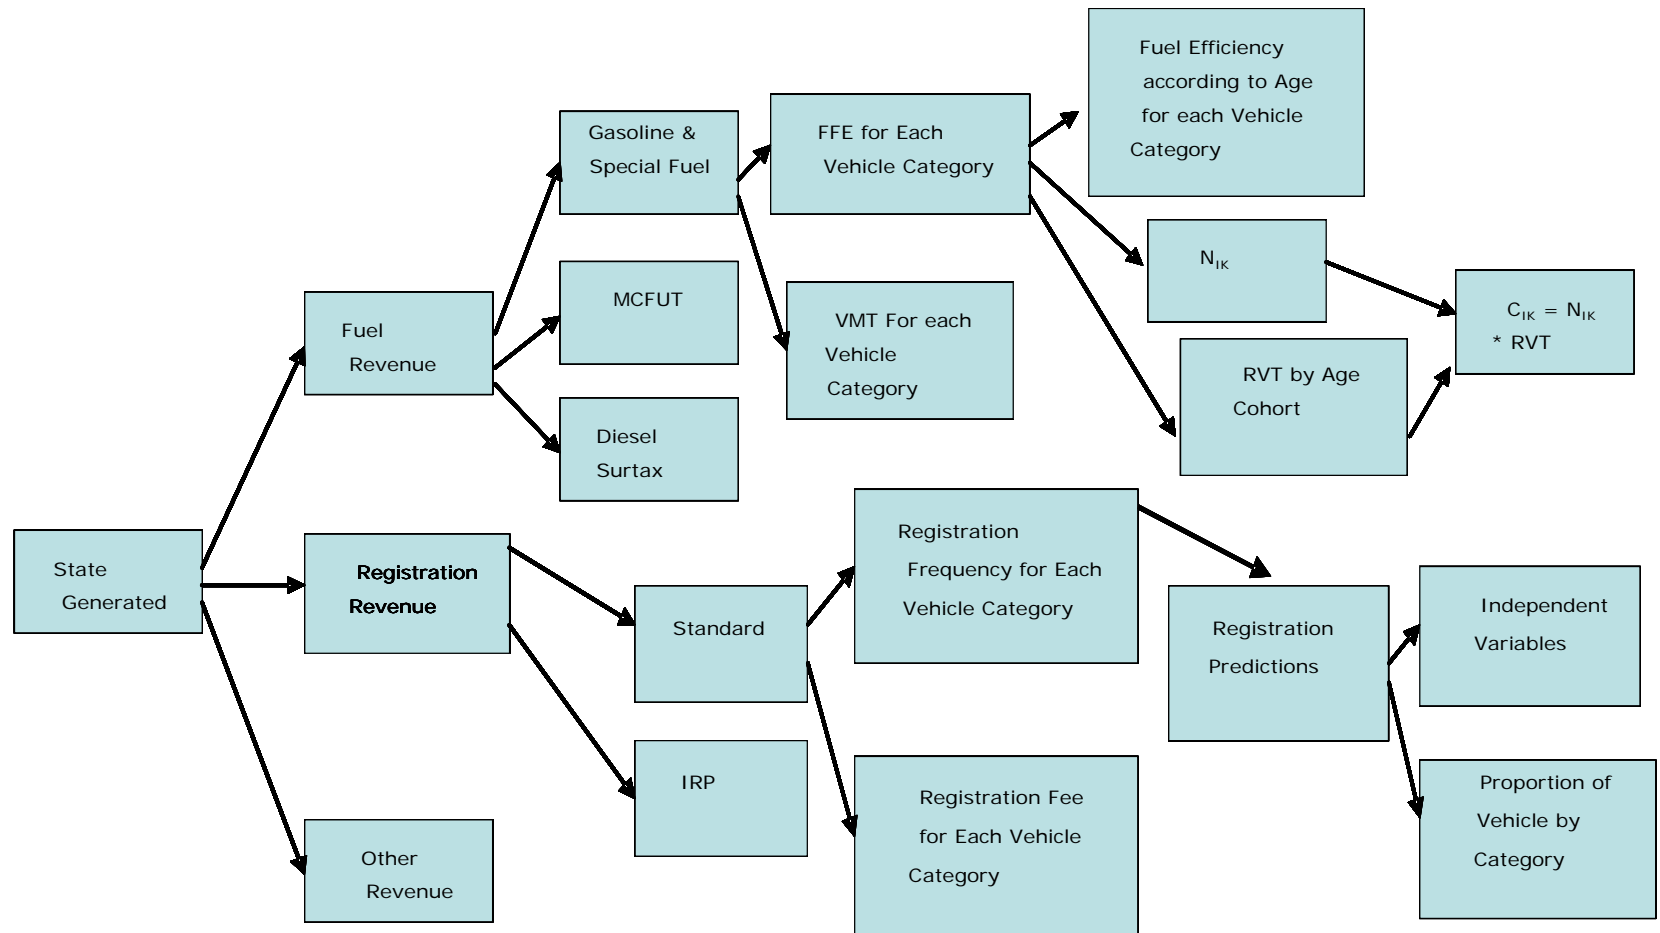 Fuel Efficiency
according to Age
for each Vehicle
Category
Gasoline &
Special Fuel
FFE for Each
Vehicle Category
N_IK
MCFUT
VMT For each
Vehicle
Category
C_IK = N_IK
* RVT
Fuel
Revenue
RVT by Age
Cohort
Diesel
Surtax
State
Generated
Registration
Revenue
Standard
Registration
Frequency for Each
Vehicle Category
Registration
Predictions
Independent
Variables
IRP
Registration Fee
for Each Vehicle
Category
Proportion of
Vehicle by
Category
Other
Revenue